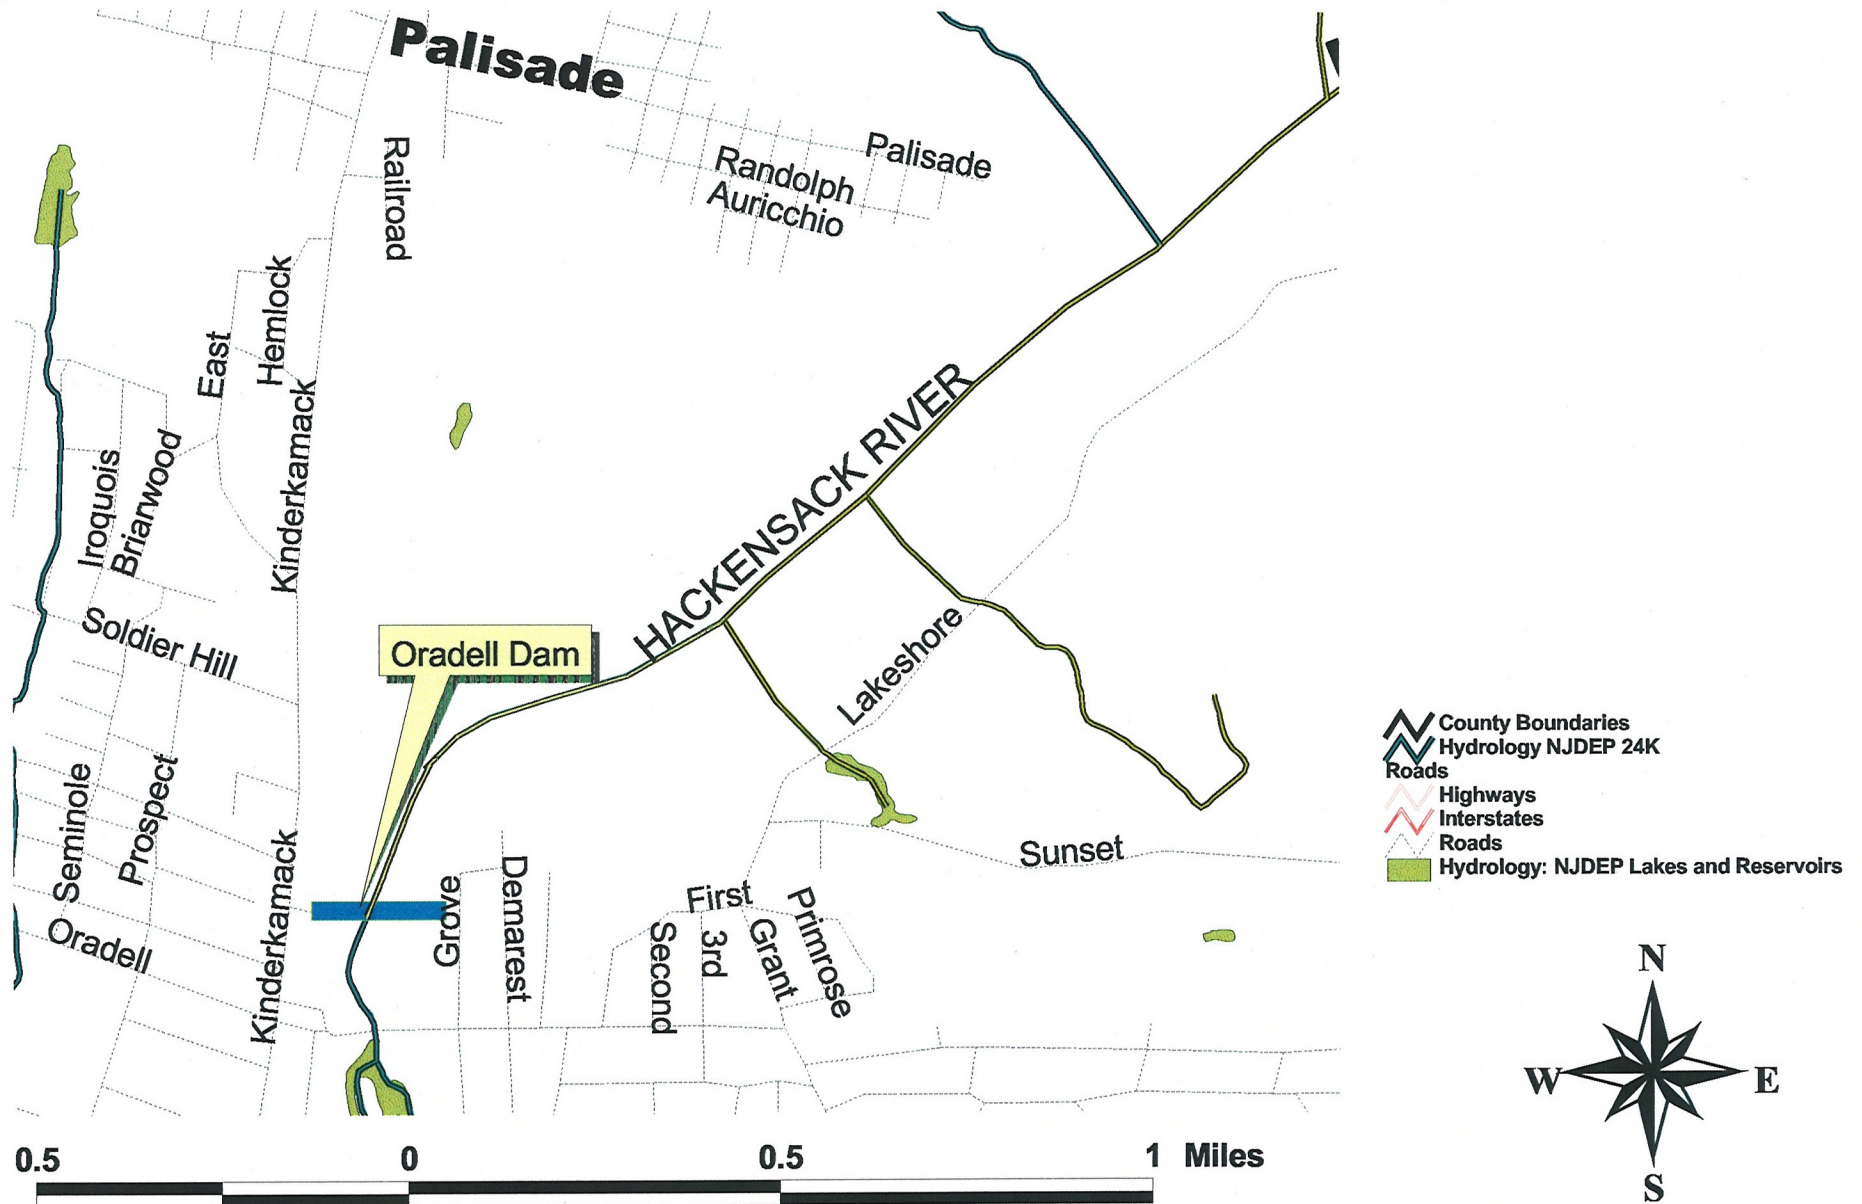 Palisade
Railroad
Palisade
Randolph
Auricchio
East
Hemlock
Kinderkamack
Iroquois
Briarwood
HACKENSACK RIVER
Soldier Hill
Oradell Dam
Lakeshore
Seminole
Prospect
Kinderkamack
Oradell
Grove
Demarest
Sunset
First
Second
3rd
Grant
Primrose
County Boundaries
Hydrology NJDEP 24K
Roads
Highways
Interstates
Roads
Hydrology: NJDEP Lakes and Reservoirs
N
W E
S
0.5 0 0.5 1 Miles